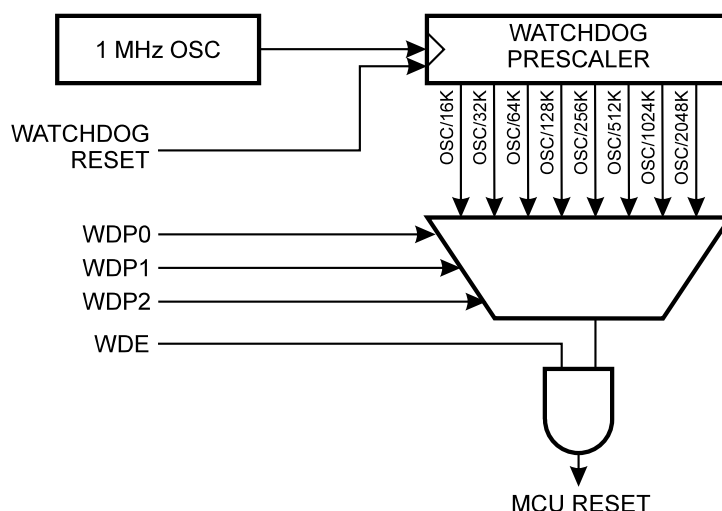 1 MHz OSC
WATCHDOG
PRESCALER
WATCHDOG
RESET
OSC/16K
OSC/32K
OSC/64K
OSC/128K
OSC/256K
OSC/512K
OSC/1024K
OSC/2048K
WDP0
WDP1
WDP2
WDE
MCU RESET